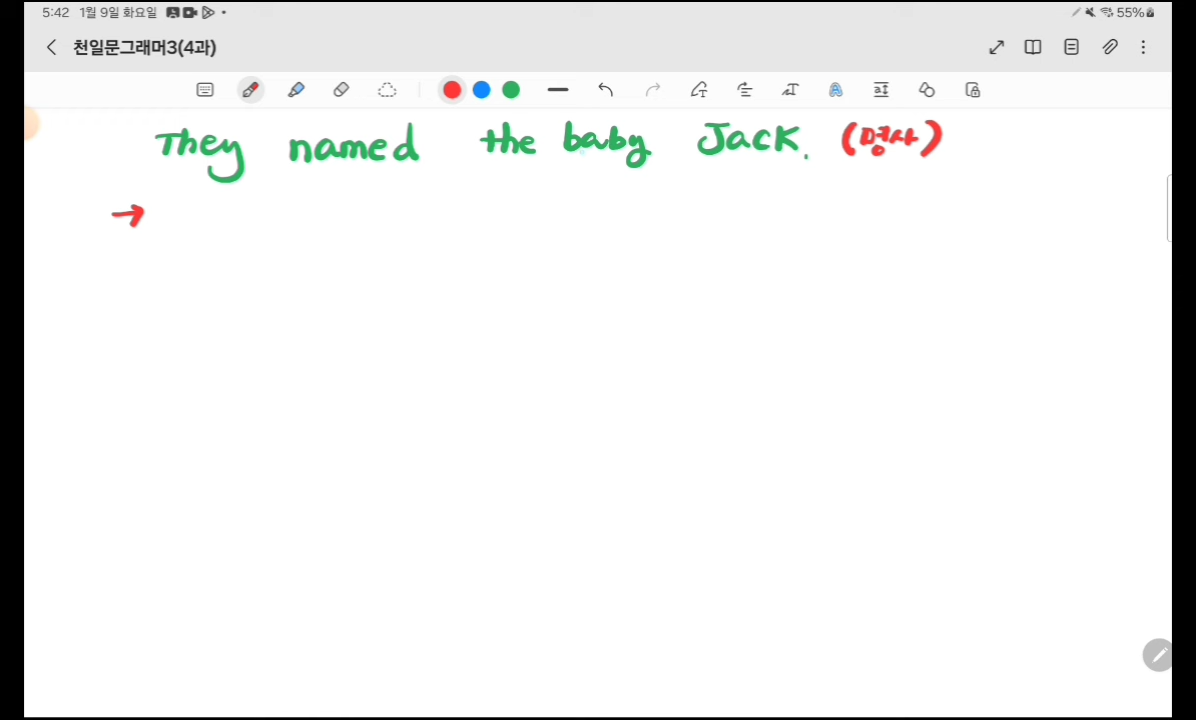 5:42 1월 9일 화요일 55%
천일문그래머3(4과)
They named the baby Jack. (명사)
→